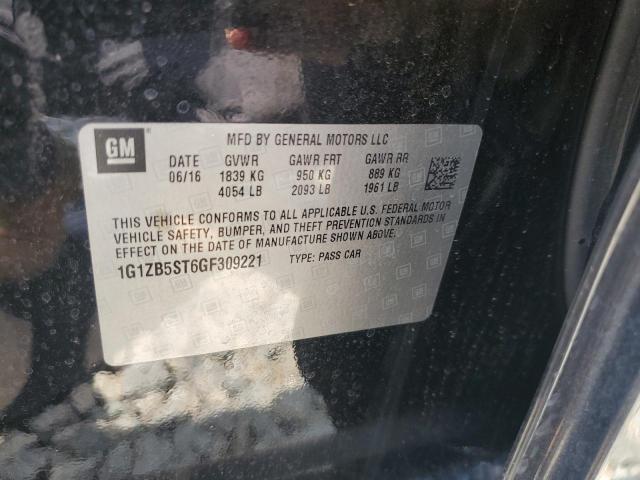 GM
MFD BY GENERAL MOTORS LLC
DATE GVWR GAWR FRT GAWR RR
06/16 1839 KG 950 KG 889 KG
4054 LB 2093 LB 1961 LB
THIS VEHICLE CONFORMS TO ALL APPLICABLE U.S. FEDERAL MOTOR
VEHICLE SAFETY, BUMPER, AND THEFT PREVENTION STANDARDS IN
EFFECT ON THE DATE OF MANUFACTURE SHOWN ABOVE.
1G1ZB5ST6GF309221 TYPE: PASS CAR